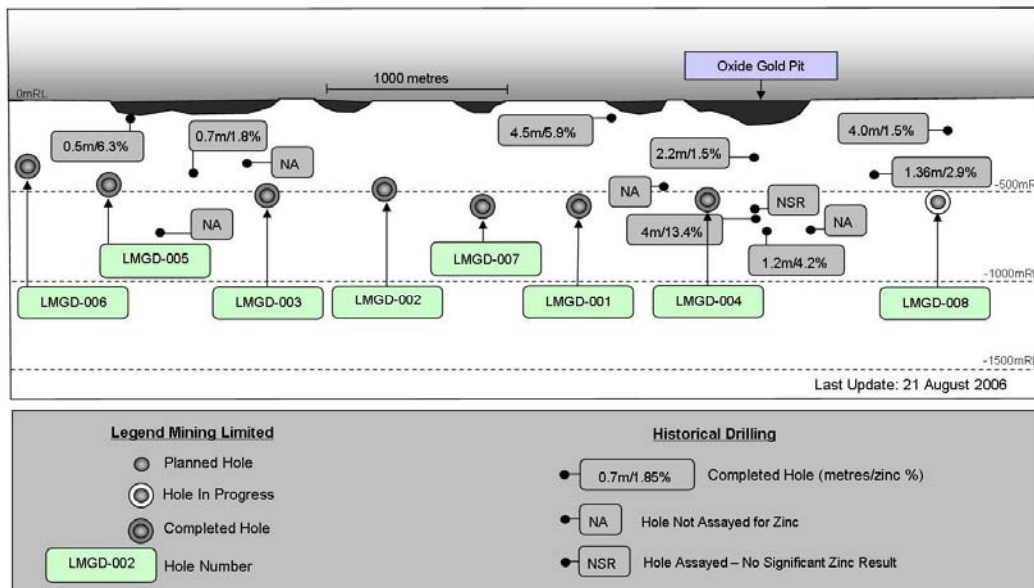 Oxide Gold Pit
1000 metres
0mRL
4.5m/5.9%
4.0m/1.5%
0.7m/1.8%
0.5m/6.3%
2.2m/1.5%
NA
1.36m/2.9%
NA
-500mRL
NSR
NA
4m/13.4%
NA
LMGD-005
LMGD-007
1.2m/4.2%
-1000mRL
LMGD-006
LMGD-003
LMGD-002
LMGD-001
LMGD-004
LMGD-008
-1500mRL
Last Update: 21 August 2006
Legend Mining Limited
Planned Hole
Hole In Progress
Completed Hole
LMGD-002 Hole Number
Historical Drilling
0.7m/1.85% Completed Hole (metres/zinc %)
NA Hole Not Assayed for Zinc
NSR Hole Assayed – No Significant Zinc Result